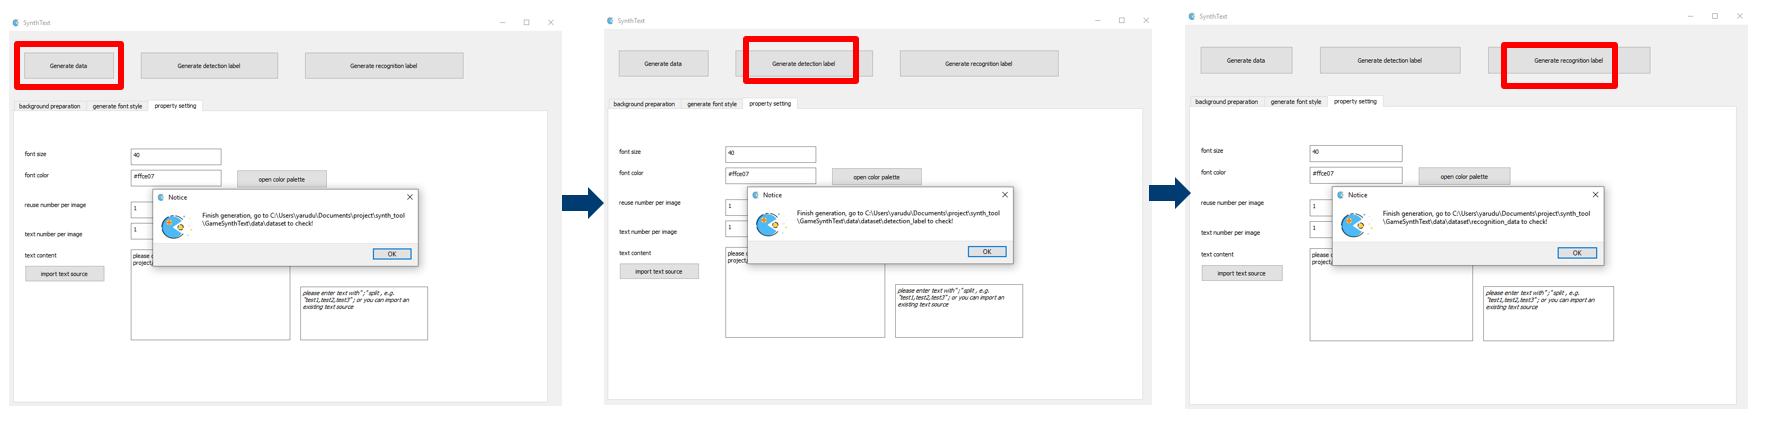 SynthText
Generate data
Generate detection label
Generate recognition label
background preparation
generate font style
property setting
font size
40
font color
#ffce07
open color palette
Notice
Finish generation, go to C:\Users\yarudu\Documents\project\synth_tool
\GameSynthText\data\dataset to check!
OK
reuse number per image
1
text number per image
1
text content
please
project
import text source
please enter text with";"split , e.g.
"test1,test2,test3"; or you can import an
existing text source
SynthText
Generate data
Generate detection label
Generate recognition label
background preparation
generate font style
property setting
font size
40
font color
#ffce07
open color palette
Notice
Finish generation, go to C:\Users\yarudu\Documents\project\synth_tool
\GameSynthText\data\dataset\detection_label to check!
OK
reuse number per image
1
text number per image
1
text content
please
project
import text source
please enter text with";"split , e.g.
"test1,test2,test3"; or you can import an
existing text source
SynthText
Generate data
Generate detection label
Generate recognition label
background preparation
generate font style
property setting
font size
40
font color
#ffce07
open color palette
Notice
Finish generation, go to C:\Users\yarudu\Documents\project\synth_tool
\GameSynthText\data\dataset\recognition_data to check!
OK
reuse number per image
1
text number per image
1
text content
please
project
import text source
please enter text with";"split , e.g.
"test1,test2,test3"; or you can import an
existing text source